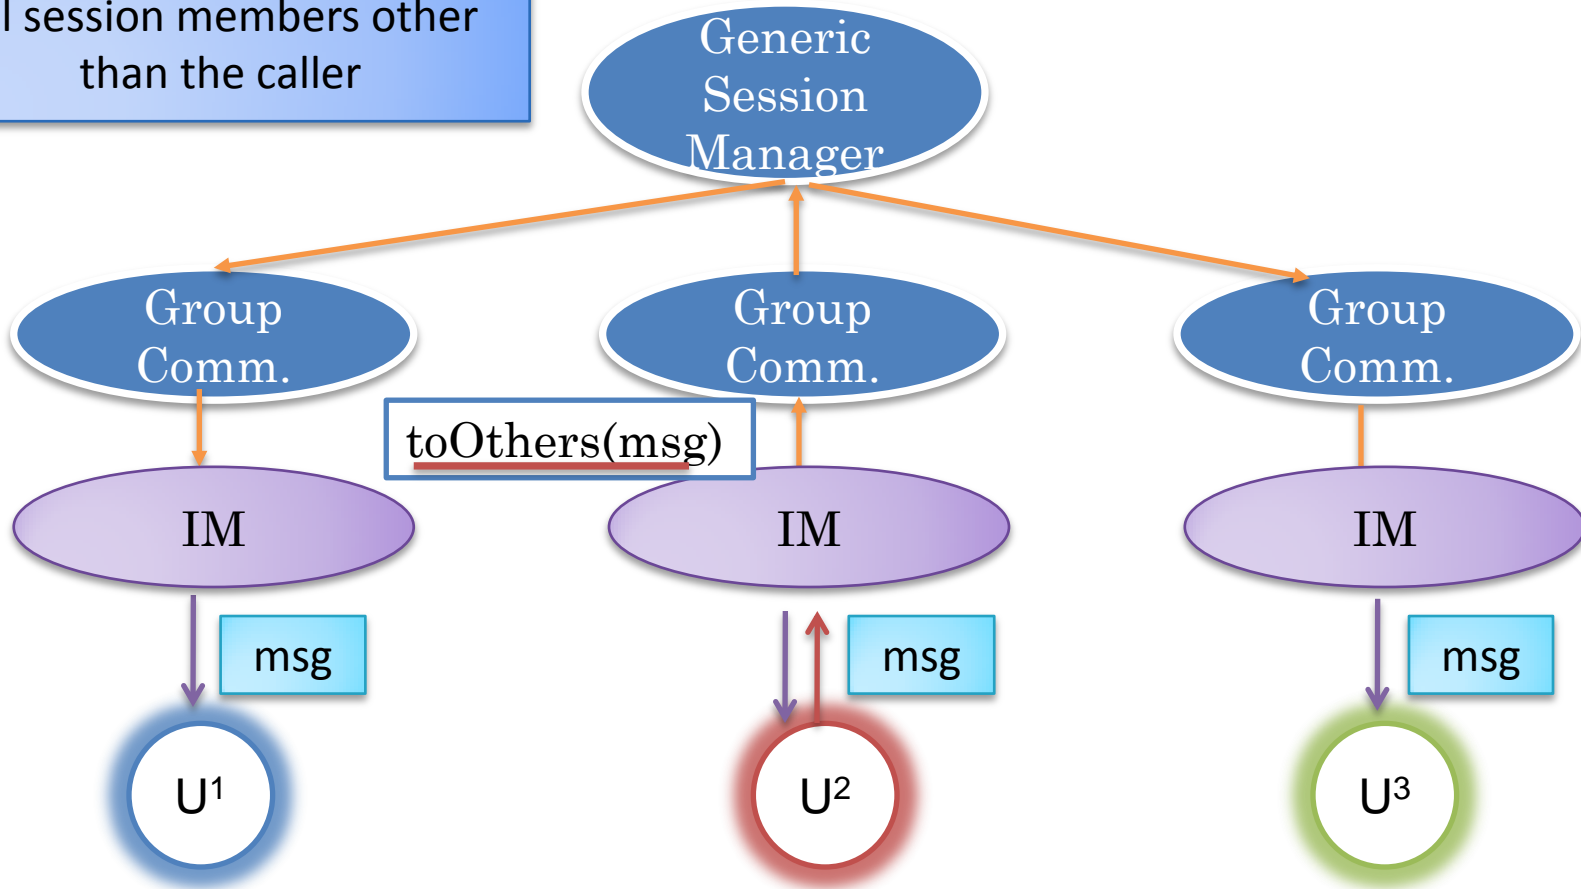 session members other
than the caller
Generic
Session
Manager
Group
Comm.
Group
Comm.
Group
Comm.
toOthers(msg)
IM
IM
IM
msg
msg
msg
U¹
U²
U³